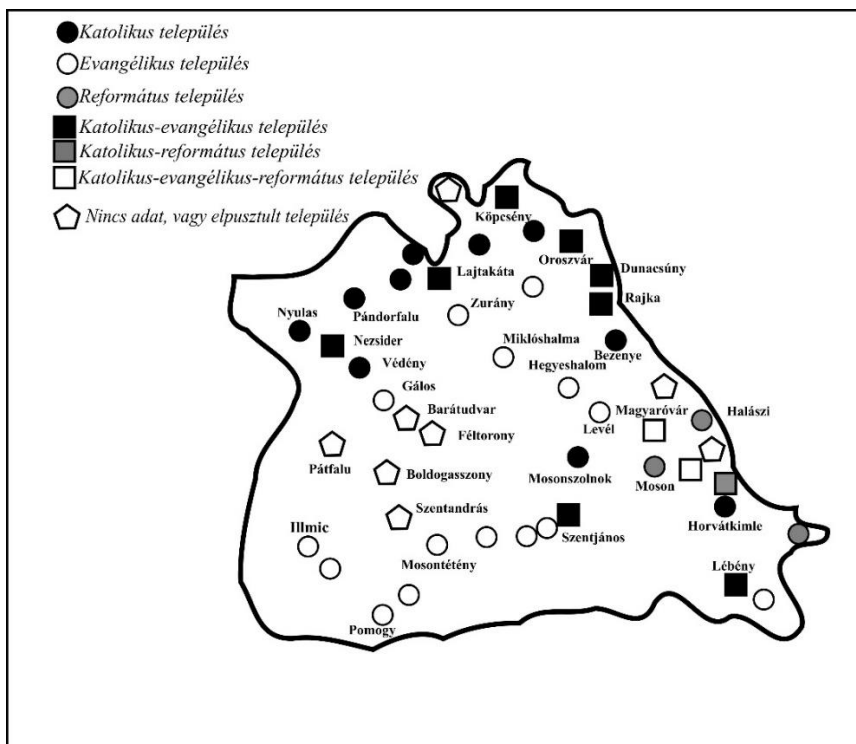 Katolikus település
Evangélikus település
Református település
Katolikus-evangélikus település
Katolikus-református település
Katolikus-evangélikus-református település
Nincs adat, vagy elpusztult település
Köpcsény
Oroszvár
Lajtakáta
Dunacsúny
Rajka
Zurány
Nyulas
Pándorfalu
Nezsider
Miklóshalma
Bezenye
Védény
Hegyeshalom
Gálos
Barátudvar
Levél
Magyaróvár
Halászi
Féltorony
Pátfalu
Boldogasszony
Mosonszolnok
Moson
Szentandrás
Horvátkimle
Illmic
Szentjános
Mosontétény
Lébény
Pomogy